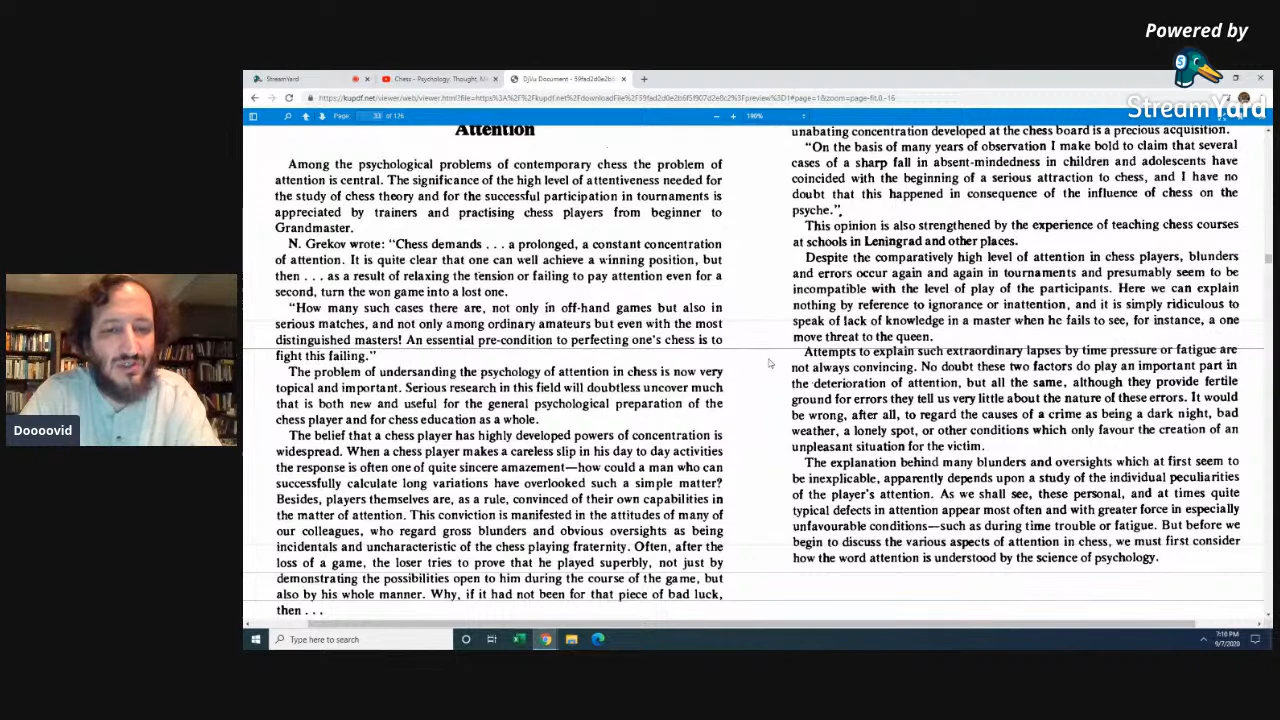 Powered by
StreamYard
StreamYard
Chess - Psychology, Thought, M
DjVu Document - 59fad2d0e2b
Page:
33 of 126
190%
Attention
Among the psychological problems of contemporary chess the problem of
attention is central. The significance of the high level of attentiveness needed for
the study of chess theory and for the successful participation in tournaments is
appreciated by trainers and practising chess players from beginner to
Grandmaster.
N. Grekov wrote: “Chess demands . . . a prolonged, a constant concentration
of attention. It is quite clear that one can well achieve a winning position, but
then . . . as a result of relaxing the tension or failing to pay attention even for a
second, turn the won game into a lost one.
“How many such cases there are, not only in off-hand games but also in
serious matches, and not only among ordinary amateurs but even with the most
distinguished masters! An essential pre-condition to perfecting one's chess is to
fight this failing.”
The problem of undersanding the psychology of attention in chess is now very
topical and important. Serious research in this field will doubtless uncover much
that is both new and useful for the general psychological preparation of the
chess player and for chess education as a whole.
The belief that a chess player has highly developed powers of concentration is
widespread. When a chess player makes a careless slip in his day to day activities
the response is often one of quite sincere amazement—how could a man who can
successfully calculate long variations have overlooked such a simple matter?
Besides, players themselves are, as a rule, convinced of their own capabilities in
the matter of attention. This conviction is manifested in the attitudes of many of
our colleagues, who regard gross blunders and obvious oversights as being
incidentals and uncharacteristic of the chess playing fraternity. Often, after the
loss of a game, the loser tries to prove that he played superbly, not just by
demonstrating the possibilities open to him during the course of the game, but
also by his whole manner. Why, if it had not been for that piece of bad luck,
then . . .
unabating concentration developed at the chess board is a precious acquisition.
“On the basis of many years of observation I make bold to claim that several
cases of a sharp fall in absent-mindedness in children and adolescents have
coincided with the beginning of a serious attraction to chess, and I have no
doubt that this happened in consequence of the influence of chess on the
psyche.”
This opinion is also strengthened by the experience of teaching chess courses
at schools in Leningrad and other places.
Despite the comparatively high level of attention in chess players, blunders
and errors occur again and again in tournaments and presumably seem to be
incompatible with the level of play of the participants. Here we can explain
nothing by reference to ignorance or inattention, and it is simply ridiculous to
speak of lack of knowledge in a master when he fails to see, for instance, a one
move threat to the queen.
Attempts to explain such extraordinary lapses by time pressure or fatigue are
not always convincing. No doubt these two factors do play an important part in
the deterioration of attention, but all the same, although they provide fertile
ground for errors they tell us very little about the nature of these errors. It would
be wrong, after all, to regard the causes of a crime as being a dark night, bad
weather, a lonely spot, or other conditions which only favour the creation of an
unpleasant situation for the victim.
The explanation behind many blunders and oversights which at first seem to
be inexplicable, apparently depends upon a study of the individual peculiarities
of the player's attention. As we shall see, these personal, and at times quite
typical defects in attention appear most often and with greater force in especially
unfavourable conditions—such as during time trouble or fatigue. But before we
begin to discuss the various aspects of attention in chess, we must first consider
how the word attention is understood by the science of psychology.
Doooovid
Type here to search
7:18 PM
9/7/2020